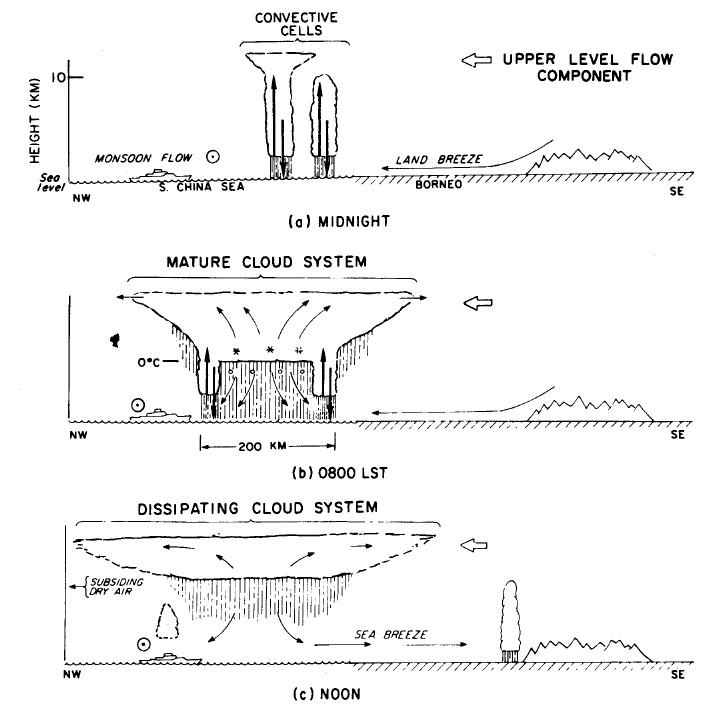 CONVECTIVE
CELLS
10
HEIGHT (KM)
UPPER LEVEL FLOW
COMPONENT
MONSOON FLOW
LAND BREEZE
Sea
level
S. CHINA SEA
BORNEO
NW
SE
(a) MIDNIGHT
MATURE CLOUD SYSTEM
0°C
NW
SE
200 KM
(b) 0800 LST
DISSIPATING CLOUD SYSTEM
SUBSIDING
DRY AIR
SEA BREEZE
NW
SE
(c) NOON